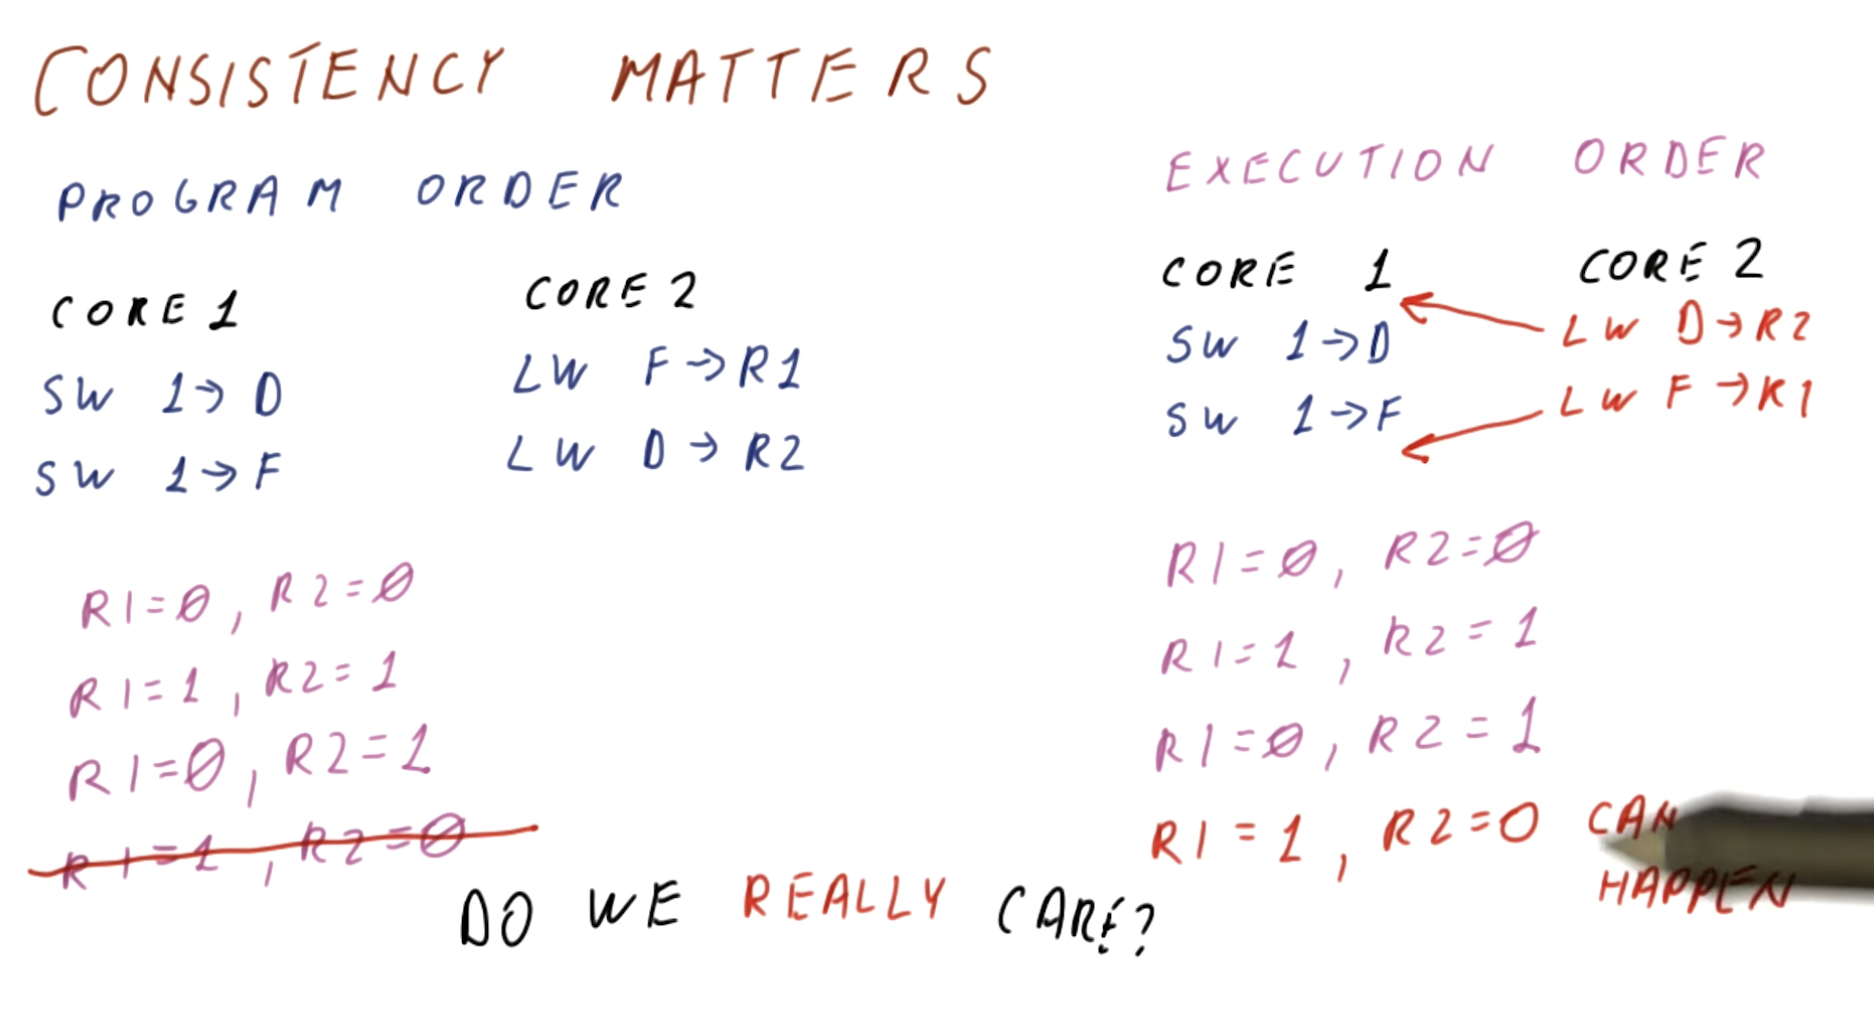 CONSISTENCY MATTERS
PROGRAM ORDER
CORE 1
SW 1→D
SW 1→F
CORE 2
LW F→R1
LW D→R2
R1=0, R2=0
R1=1, R2=1
R1=0, R2=1
R1=1, R2=0
EXECUTION ORDER
CORE 1
SW 1→D
SW 1→F
CORE 2
LW D→R2
LW F→R1
R1=0, R2=0
R1=1, R2=1
R1=0, R2=1
R1=1, R2=0 CAN
HAPPEN
DO WE REALLY CARE?